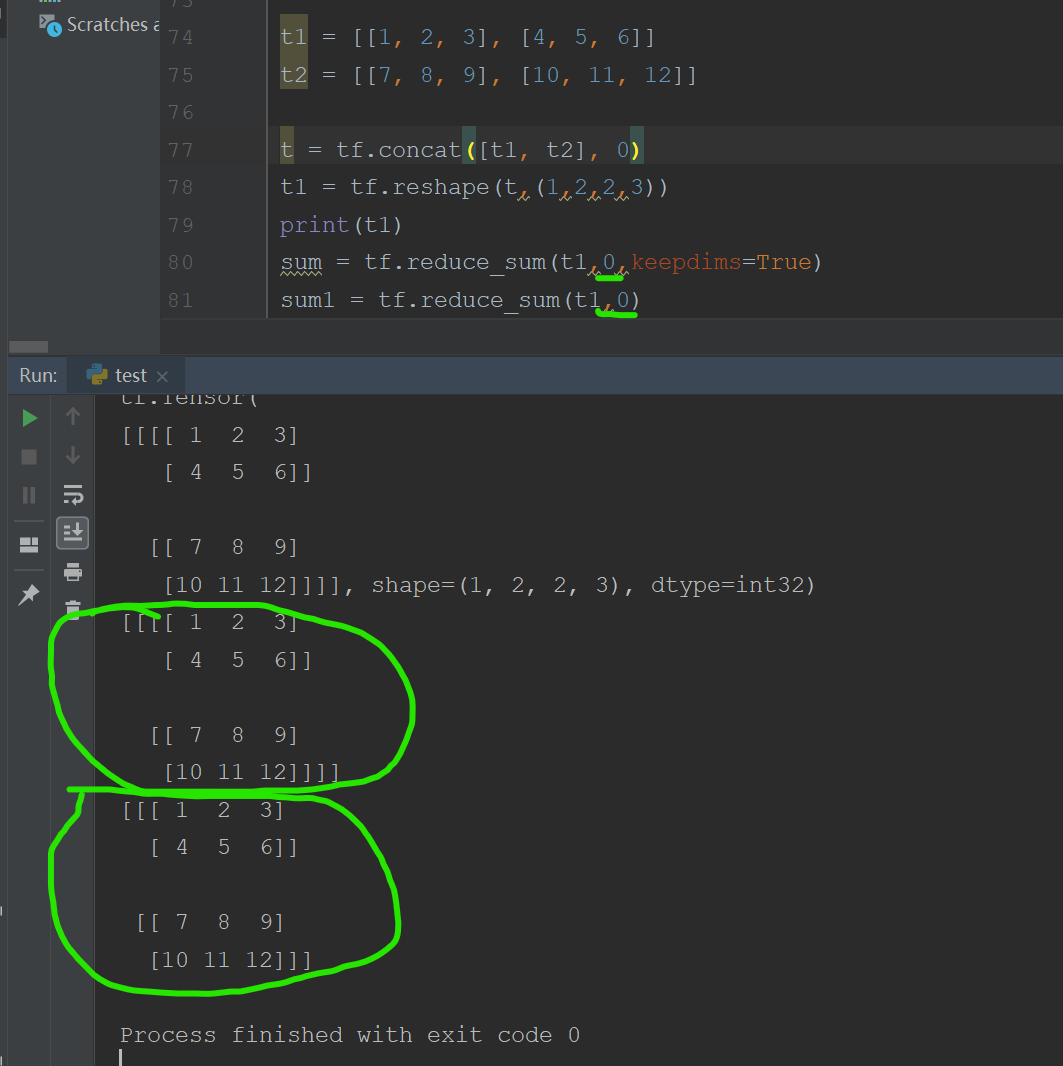 Scratches a
74 t1 = [[1, 2, 3], [4, 5, 6]]
75 t2 = [[7, 8, 9], [10, 11, 12]]
76
77 t = tf.concat([t1, t2], 0)
78 t1 = tf.reshape(t,(1,2,2,3))
79 print(t1)
80 sum = tf.reduce_sum(t1,0,keepdims=True)
81 sum1 = tf.reduce_sum(t1,0)
Run: test
tf.Tensor(
[[[[ 1 2 3]
[ 4 5 6]]
[[ 7 8 9]
[10 11 12]]]], shape=(1, 2, 2, 3), dtype=int32)
[[[[ 1 2 3]
[ 4 5 6]]
[[ 7 8 9]
[10 11 12]]]]
[[[ 1 2 3]
[ 4 5 6]]
[[ 7 8 9]
[10 11 12]]]
Process finished with exit code 0